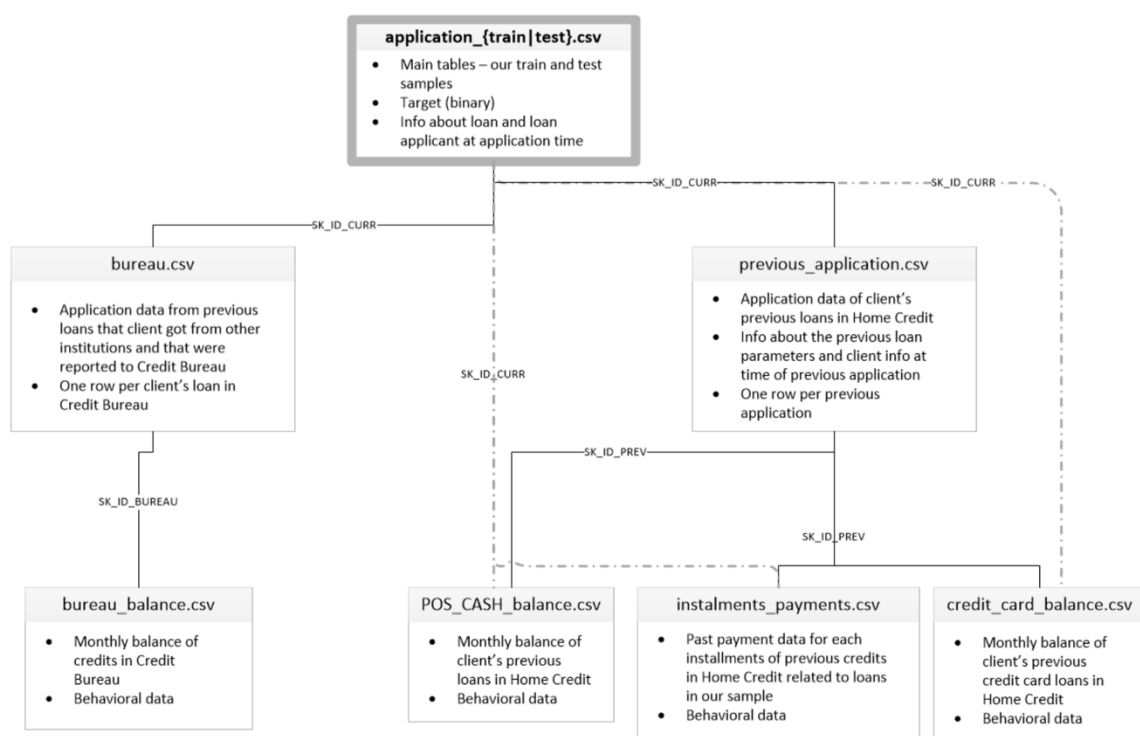 application_{train|test}.csv
• Main tables – our train and test
samples
• Target (binary)
• Info about loan and loan
applicant at application time
SK_ID_CURR
SK_ID_CURR
SK_ID_CURR
bureau.csv
• Application data from previous
loans that client got from other
institutions and that were
reported to Credit Bureau
• One row per client's loan in
Credit Bureau
previous_application.csv
• Application data of client's
previous loans in Home Credit
• Info about the previous loan
parameters and client info at
time of previous application
• One row per previous
application
SK_ID_CURR
SK_ID_PREV
SK_ID_BUREAU
SK_ID_PREV
bureau_balance.csv
• Monthly balance of
credits in Credit
Bureau
• Behavioral data
POS_CASH_balance.csv
• Monthly balance of
client's previous
loans in Home Credit
• Behavioral data
instalments_payments.csv
• Past payment data for each
installments of previous credits
in Home Credit related to loans
in our sample
• Behavioral data
credit_card_balance.csv
• Monthly balance of
client's previous
credit card loans in
Home Credit
• Behavioral data